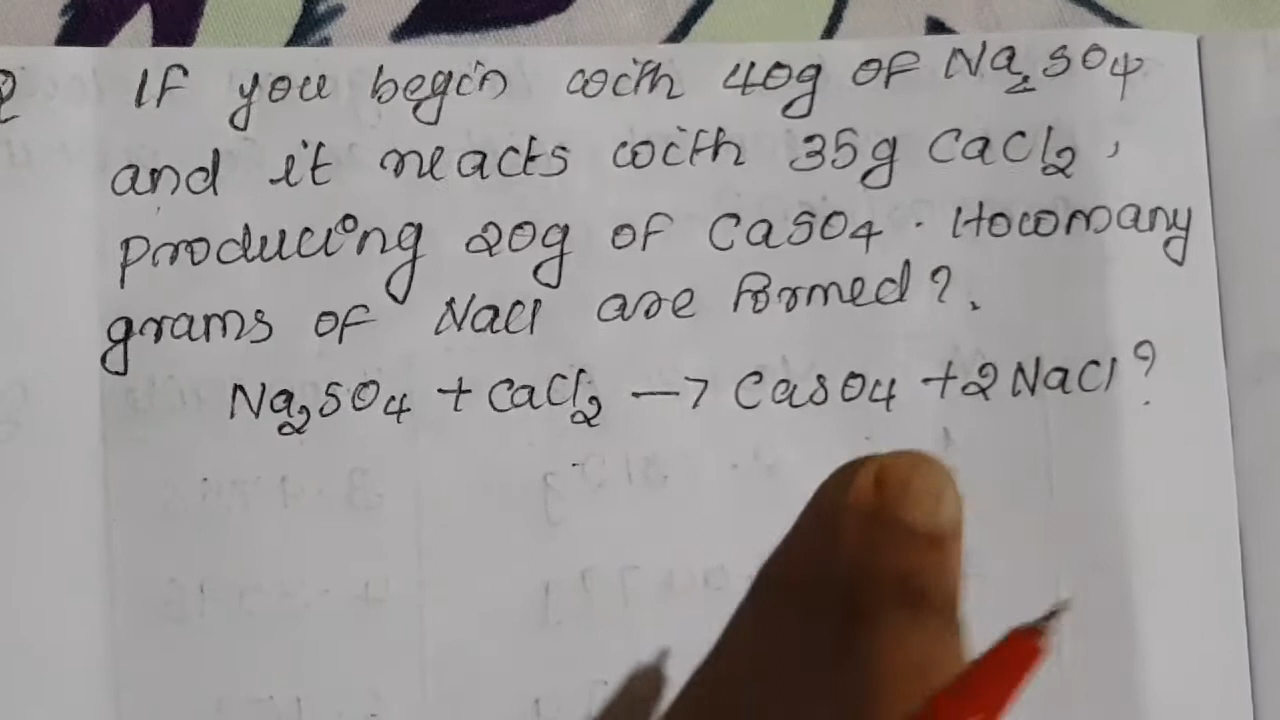 If you begin with 40g of Na₂SO₄
and it reacts with 35g CaCl₂,
producing 20g of CaSO₄. How many
grams of NaCl are formed?.
Na₂SO₄ + CaCl₂ → CaSO₄ + 2NaCl?